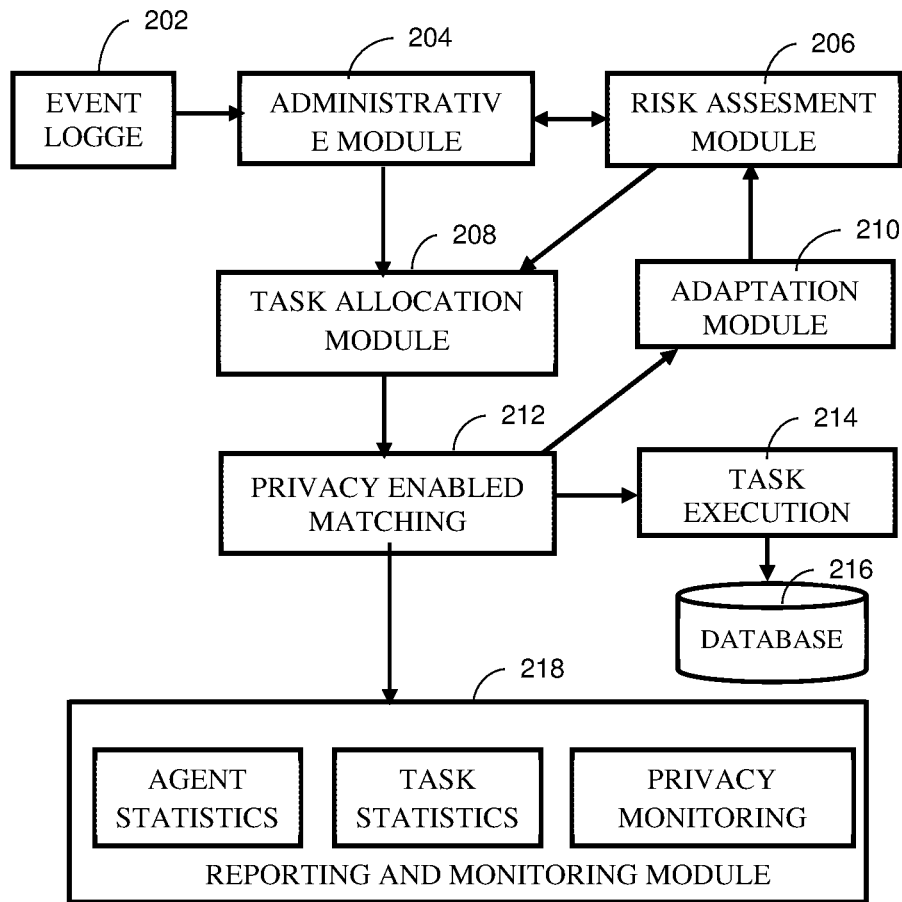 202
204
206
EVENT
LOGGE
ADMINISTRATIV
E MODULE
RISK ASSESMENT
MODULE
208
210
TASK ALLOCATION
MODULE
ADAPTATION
MODULE
212
214
PRIVACY ENABLED
MATCHING
TASK
EXECUTION
216
DATABASE
218
AGENT
STATISTICS
TASK
STATISTICS
PRIVACY
MONITORING
REPORTING AND MONITORING MODULE